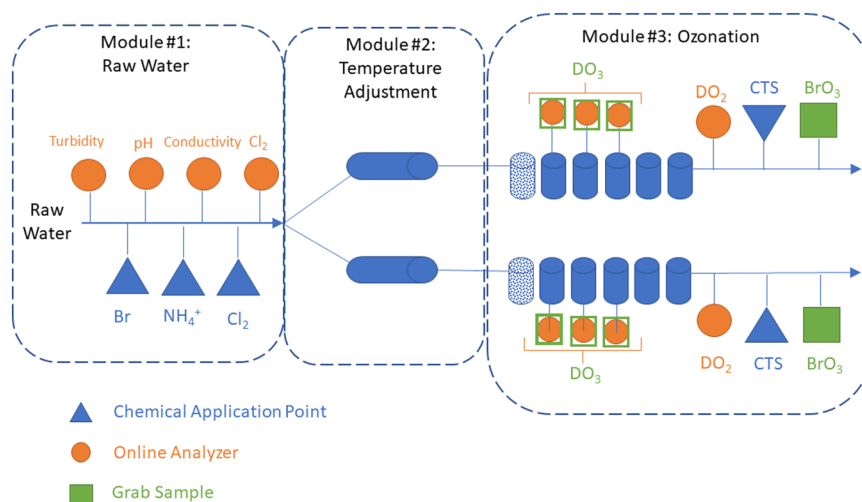 Module #1:
Raw Water
Module #2:
Temperature
Adjustment
Module #3: Ozonation
Turbidity
pH
Conductivity
Cl₂
Raw
Water
Br
NH₄⁺
Cl₂
DO₃
DO₂
CTS
BrO₃
DO₃
DO₂
CTS
BrO₃
Chemical Application Point
Online Analyzer
Grab Sample